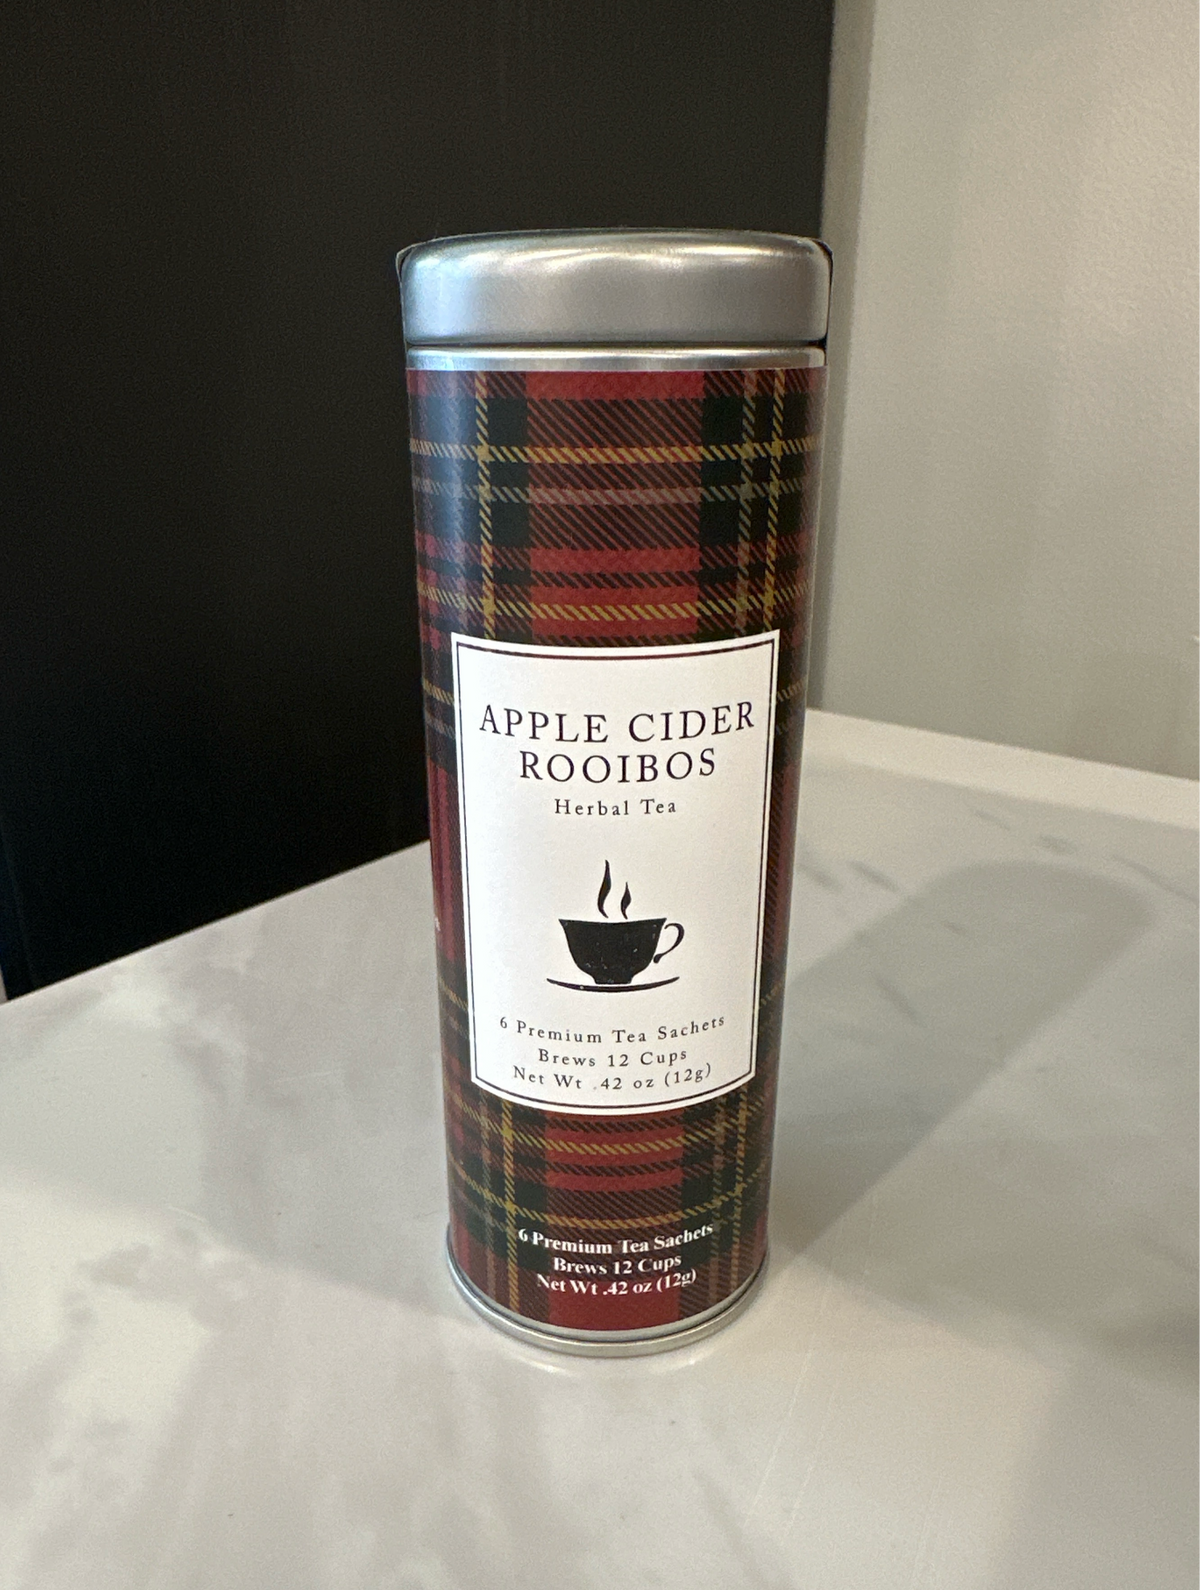 APPLE CIDER
ROOIBOS
Herbal Tea
6 Premium Tea Sachets
Brews 12 Cups
Net Wt .42 oz (12g)
6 Premium Tea Sachets
Brews 12 Cups
Net Wt .42 oz (12g)